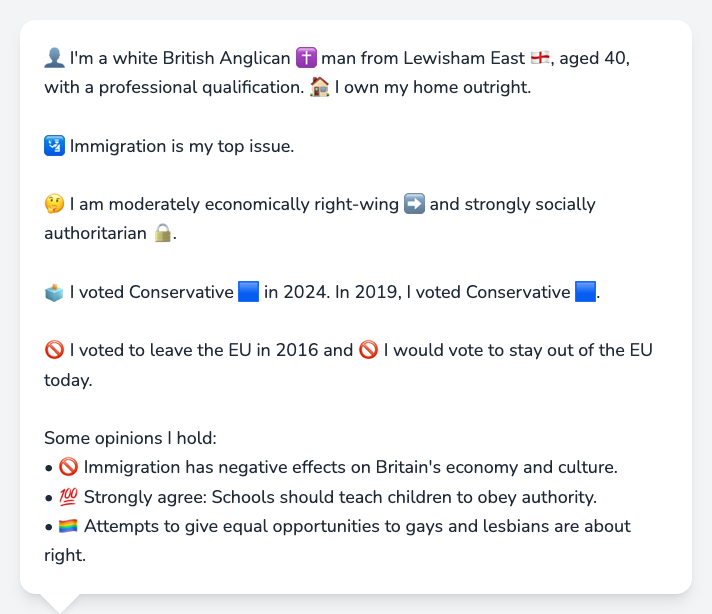 👤 I'm a white British Anglican ✝️ man from Lewisham East 🏴󠁧󠁢󠁥󠁮󠁧󠁿, aged 40,
with a professional qualification. 🏠 I own my home outright.
🛂 Immigration is my top issue.
🤔 I am moderately economically right-wing ➡️ and strongly socially
authoritarian 🔒.
🗳️ I voted Conservative 🟦 in 2024. In 2019, I voted Conservative 🟦.
🚫 I voted to leave the EU in 2016 and 🚫 I would vote to stay out of the EU
today.
Some opinions I hold:
• 🚫 Immigration has negative effects on Britain's economy and culture.
• 💯 Strongly agree: Schools should teach children to obey authority.
• 🏳️‍🌈 Attempts to give equal opportunities to gays and lesbians are about
right.